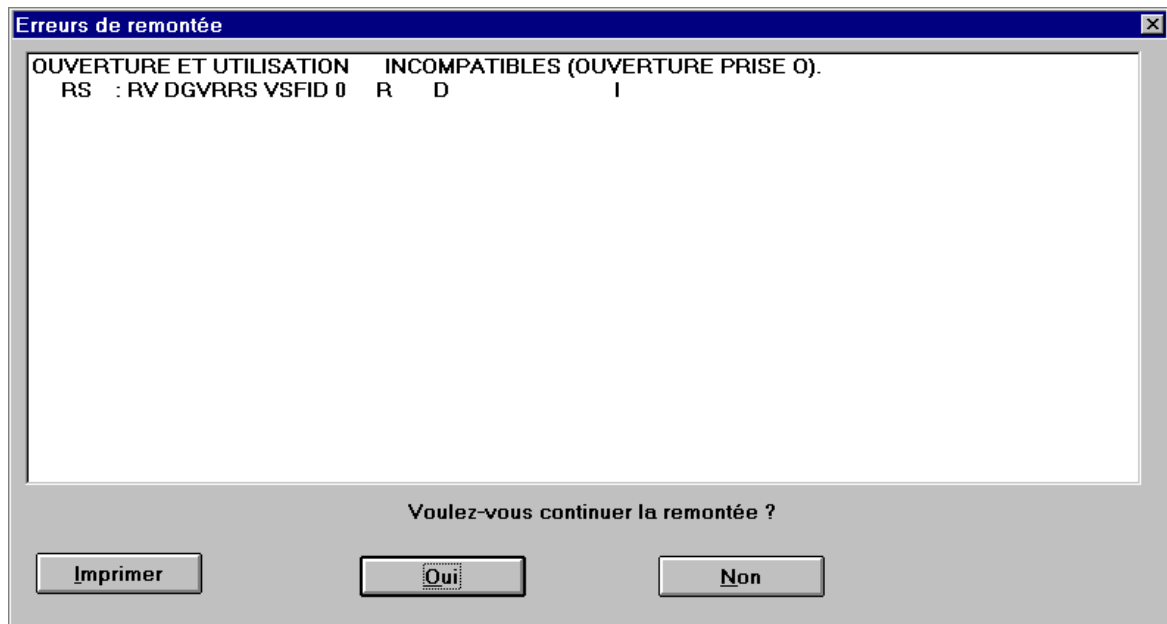 Erreurs de remontée
OUVERTURE ET UTILISATION INCOMPATIBLES (OUVERTURE PRISE O).
RS : RV DGVRRS VSFID 0 R D I
Voulez-vous continuer la remontée ?
Imprimer Oui Non